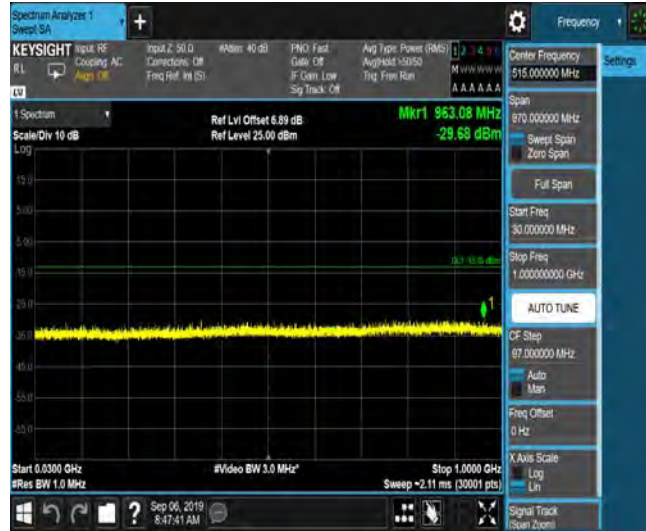 Spectrum Analyzer 1
Swept SA
+
Frequency
KEYSIGHT
Input: RF
Input Z: 50 Ω
#Atten: 40 dB
PNO: Fast
Avg Type: Power (RMS)
1 2 3 4 5 6
RL
Coupling: AC
Corrections: Off
Gate: Off
Avg|Hold: >50/50
M W W W W W
Align: Off
Freq Ref: Int (S)
IF Gain: Low
Trig: Free Run
Sig Track: Off
A A A A A A
LV
1 Spectrum
Ref Lvl Offset 6.89 dB
Mkr1 963.08 MHz
Scale/Div 10 dB
Ref Level 25.00 dBm
-29.68 dBm
Log
15.0
5.00
-5.00
-15.0
-25.0
1
-35.0
-45.0
-55.0
-65.0
Start 0.0300 GHz
#Video BW 3.0 MHz*
Stop 1.0000 GHz
#Res BW 1.0 MHz
Sweep ~2.11 ms (30001 pts)
Center Frequency
515.000000 MHz
Settings
Span
970.000000 MHz
Swept Span
Zero Span
Full Span
Start Freq
30.000000 MHz
Stop Freq
1.000000000 GHz
AUTO TUNE
CF Step
97.000000 MHz
Auto
Man
Freq Offset
0 Hz
X Axis Scale
Log
Lin
Signal Track
(Span Zoom)
?
Sep 06, 2019
8:47:41 AM